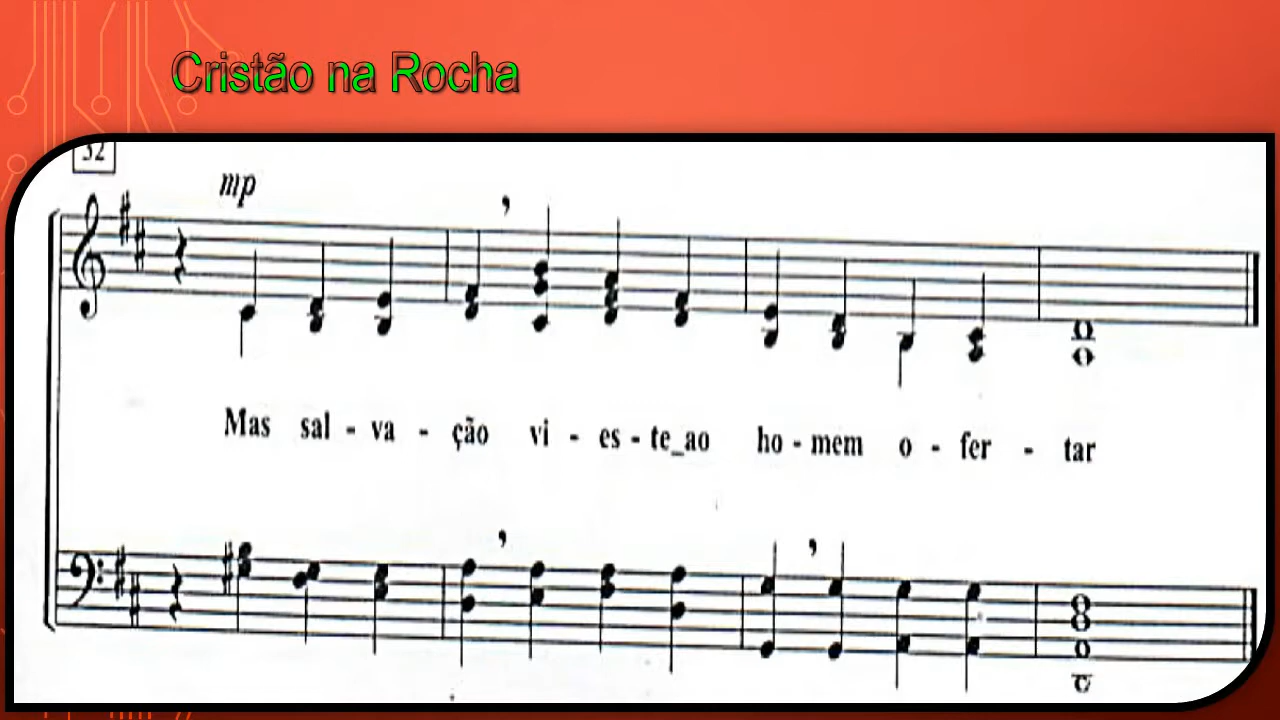 Cristão na Rocha
32
mp
Mas sal - va - ção vi - es - te_ao ho - mem o - fer - tar